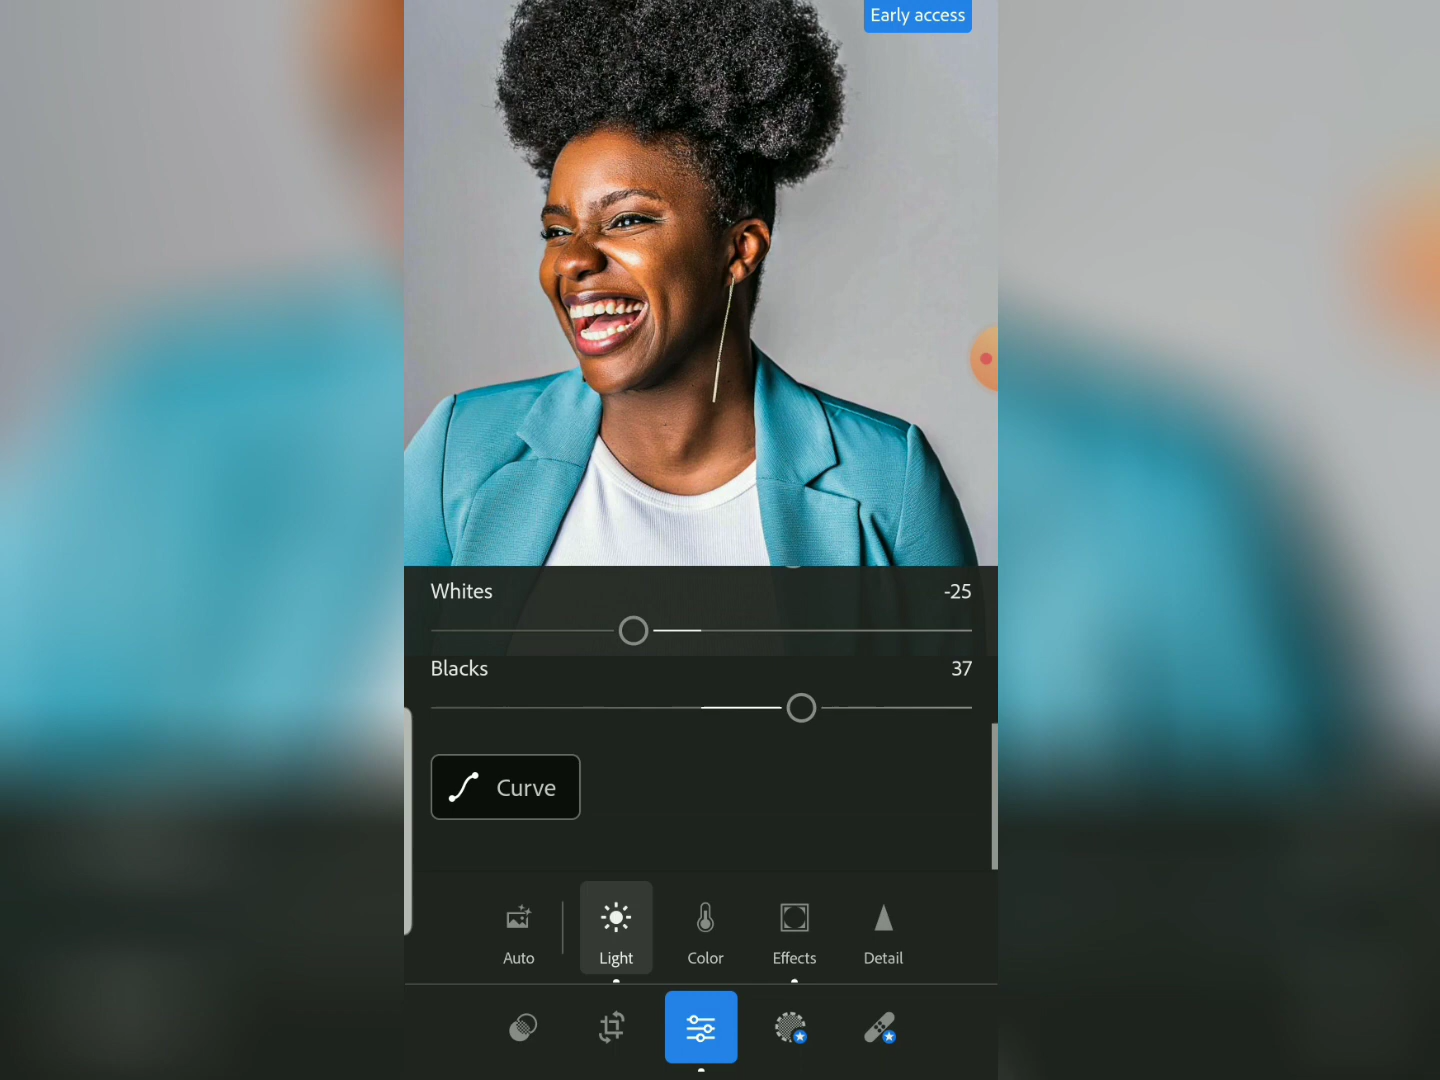 Early access
Whites -25
Blacks 37
Curve
Auto Light Color Effects Detail